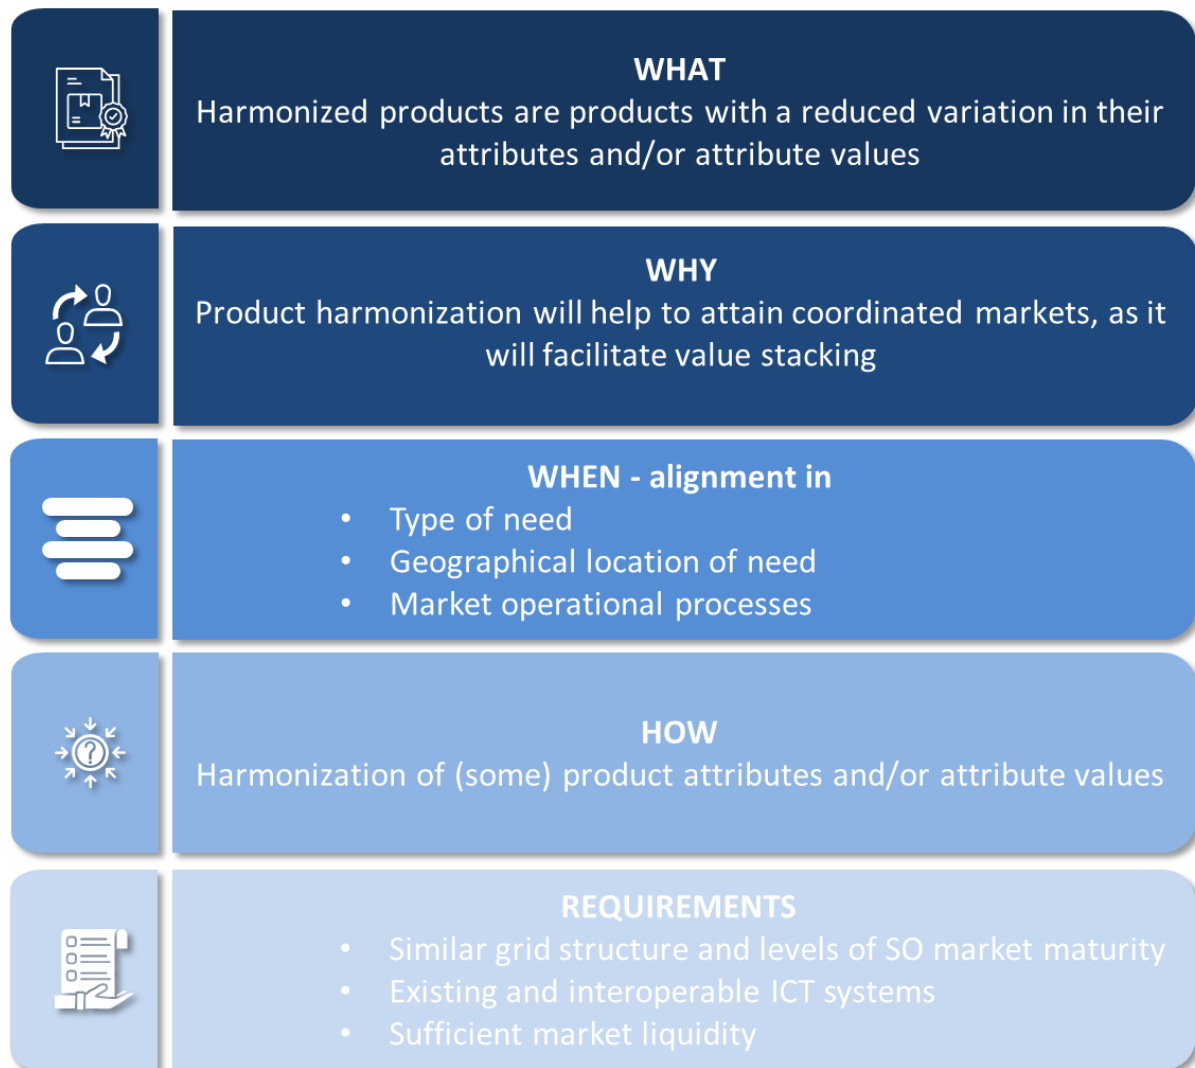 WHAT
Harmonized products are products with a reduced variation in their
attributes and/or attribute values
WHY
Product harmonization will help to attain coordinated markets, as it
will facilitate value stacking
WHEN - alignment in
• Type of need
• Geographical location of need
• Market operational processes
?
HOW
Harmonization of (some) product attributes and/or attribute values
REQUIREMENTS
• Similar grid structure and levels of SO market maturity
• Existing and interoperable ICT systems
• Sufficient market liquidity